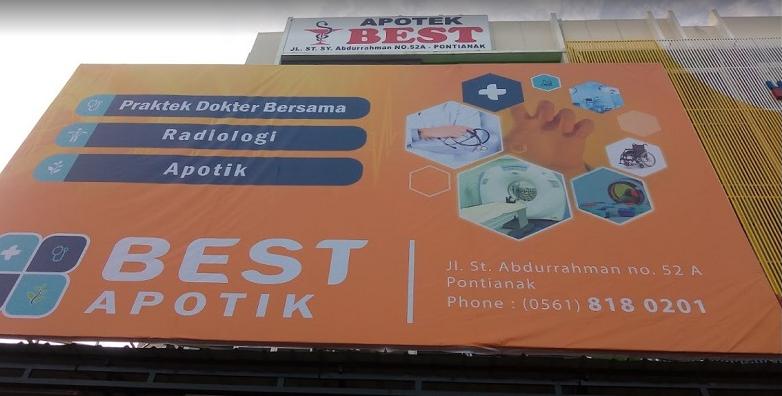 APOTEK
BEST
JL. ST. SY. Abdurrahman NO.52A - PONTIANAK
Praktek Dokter Bersama
Radiologi
Apotik
BEST
APOTIK
Jl. St. Abdurrahman no. 52 A
Pontianak
Phone : (0561) 818 0201